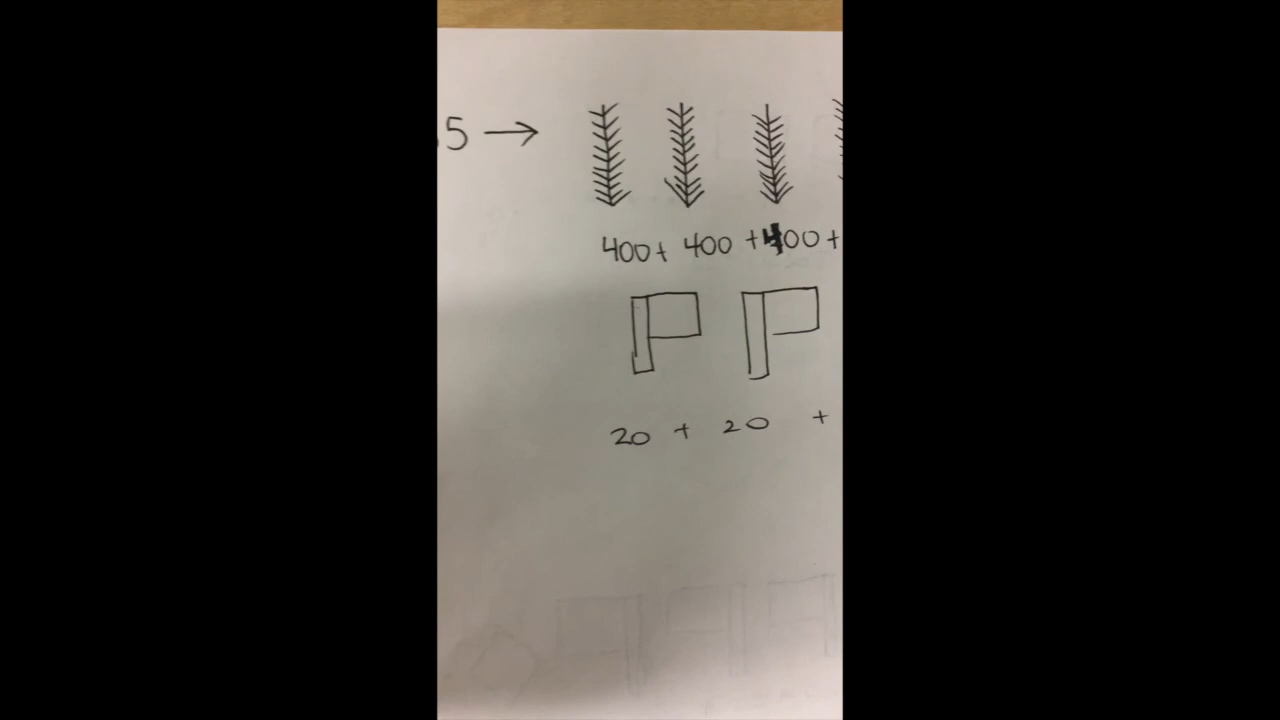 5 →
400 + 400 + 400 +
20 + 20 +